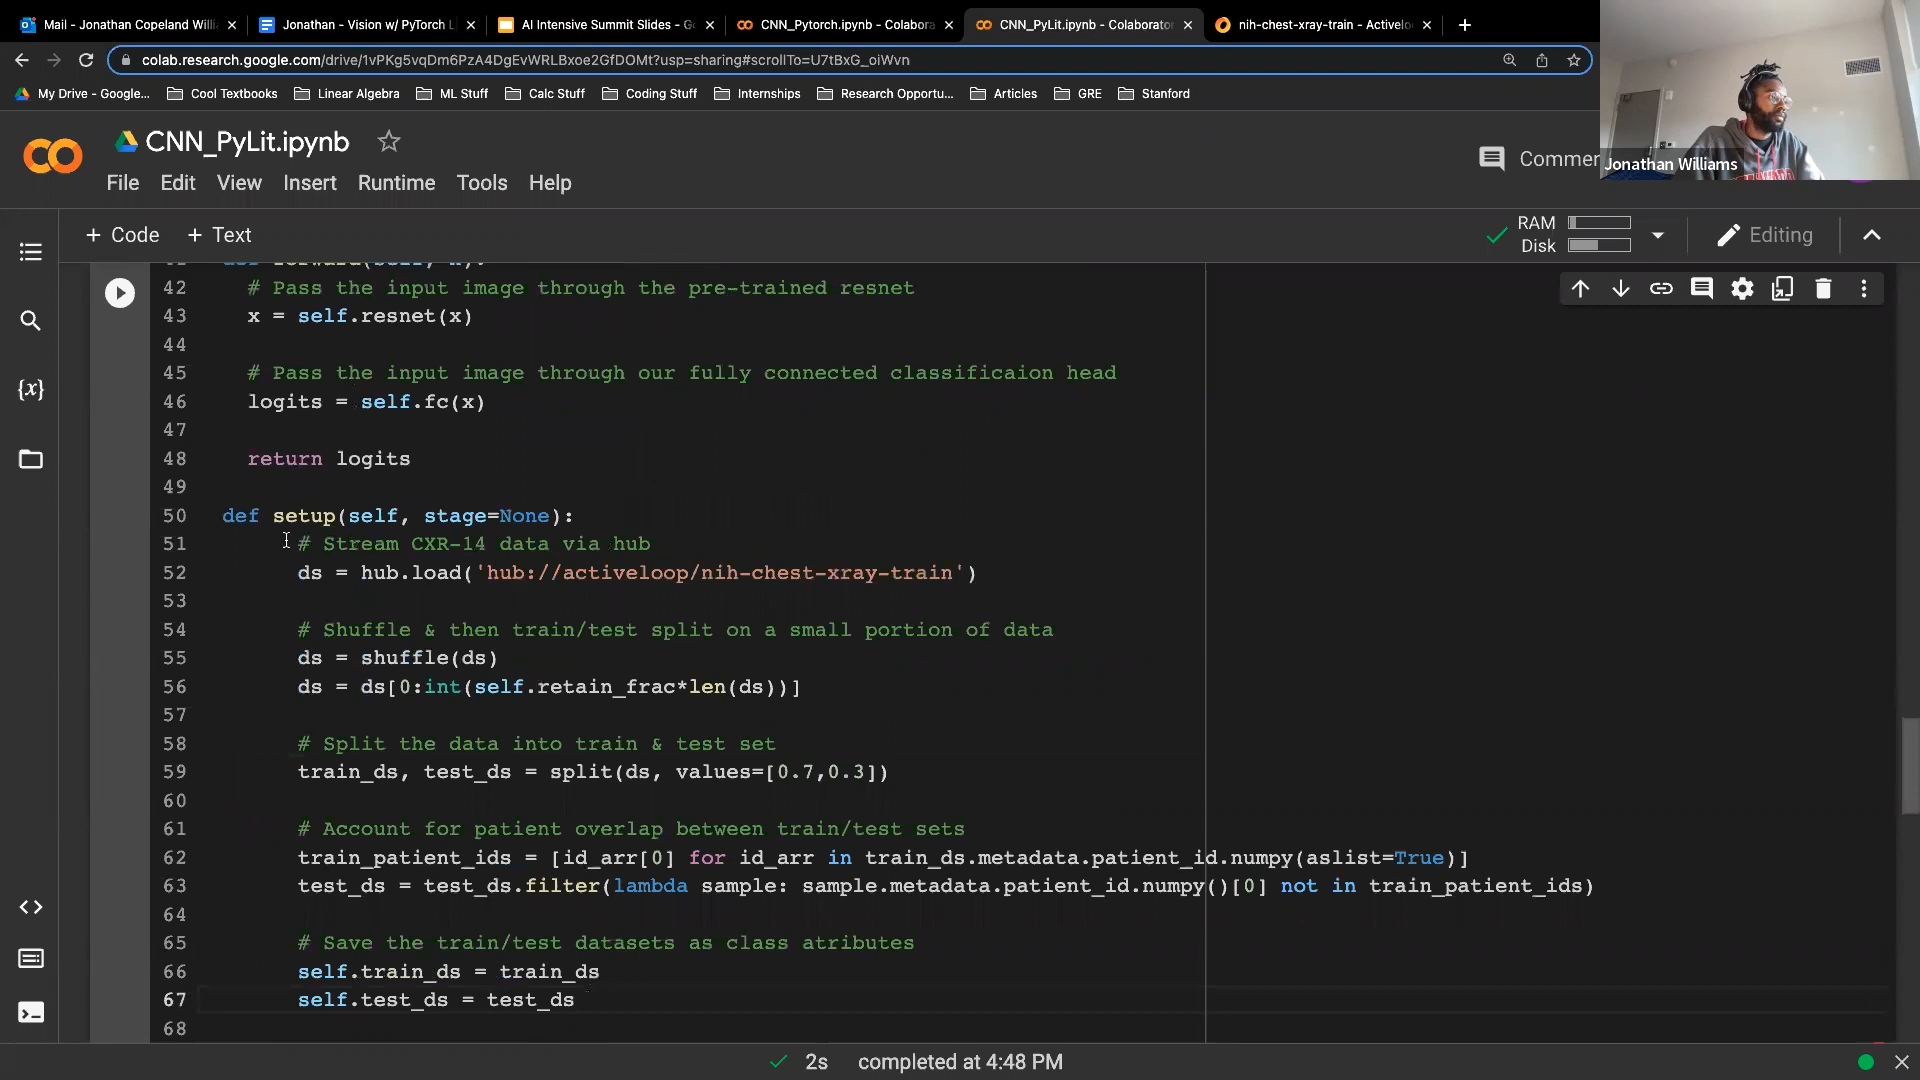 Mail - Jonathan Copeland Willi
Jonathan - Vision w/ PyTorch L
AI Intensive Summit Slides - Go
CNN_Pytorch.ipynb - Colabora
CNN_PyLit.ipynb - Colaborator
nih-chest-xray-train - Activelo
colab.research.google.com/drive/1vPKg5vqDm6PzA4DgEvWRLBxoe2GfDOMt?usp=sharing#scrollTo=U7tBxG_oiWvn
My Drive - Google...
Cool Textbooks
Linear Algebra
ML Stuff
Calc Stuff
Coding Stuff
Internships
Research Opportu...
Articles
GRE
Stanford
CNN_PyLit.ipynb
Commen
Jonathan Williams
File Edit View Insert Runtime Tools Help
+ Code + Text
RAM
Disk
Editing
41 def forward(self, x):
42 # Pass the input image through the pre-trained resnet
43 x = self.resnet(x)
44
45 # Pass the input image through our fully connected classificaion head
46 logits = self.fc(x)
47
48 return logits
49
50 def setup(self, stage=None):
51 # Stream CXR-14 data via hub
52 ds = hub.load('hub://activeloop/nih-chest-xray-train')
53
54 # Shuffle & then train/test split on a small portion of data
55 ds = shuffle(ds)
56 ds = ds[0:int(self.retain_frac*len(ds))]
57
58 # Split the data into train & test set
59 train_ds, test_ds = split(ds, values=[0.7,0.3])
60
61 # Account for patient overlap between train/test sets
62 train_patient_ids = [id_arr[0] for id_arr in train_ds.metadata.patient_id.numpy(aslist=True)]
63 test_ds = test_ds.filter(lambda sample: sample.metadata.patient_id.numpy()[0] not in train_patient_ids)
64
65 # Save the train/test datasets as class atributes
66 self.train_ds = train_ds
67 self.test_ds = test_ds
68
2s completed at 4:48 PM